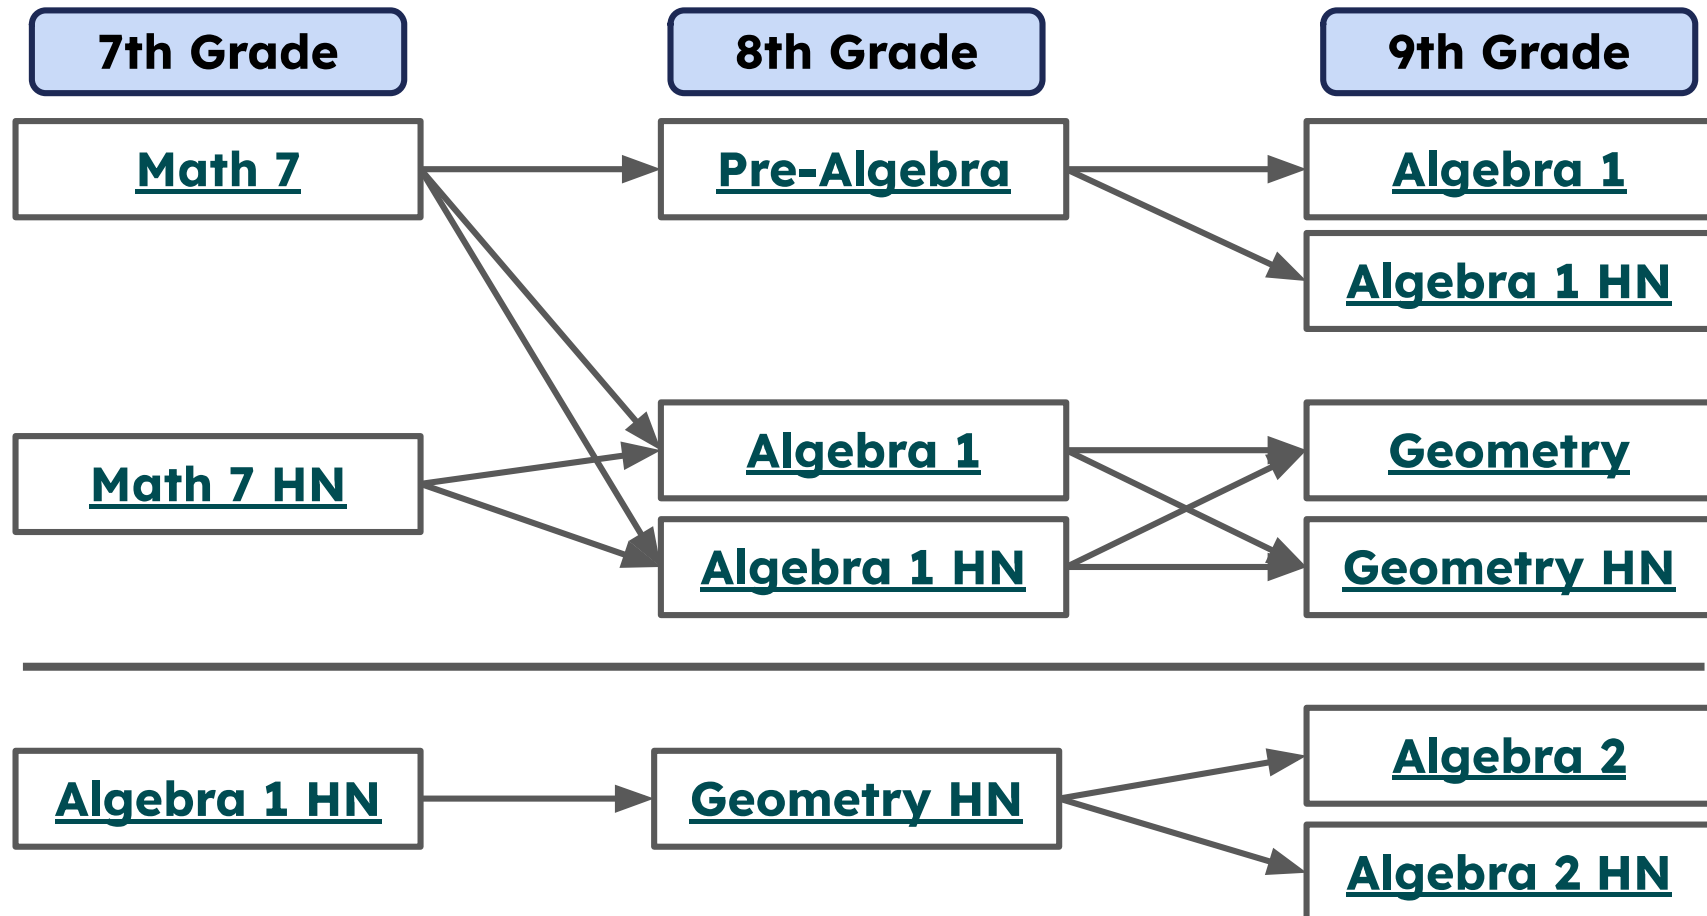 7th Grade
8th Grade
9th Grade
Math 7
Pre-Algebra
Algebra 1
Algebra 1 HN
Math 7 HN
Algebra 1
Geometry
Algebra 1 HN
Geometry HN
Algebra 1 HN
Geometry HN
Algebra 2
Algebra 2 HN